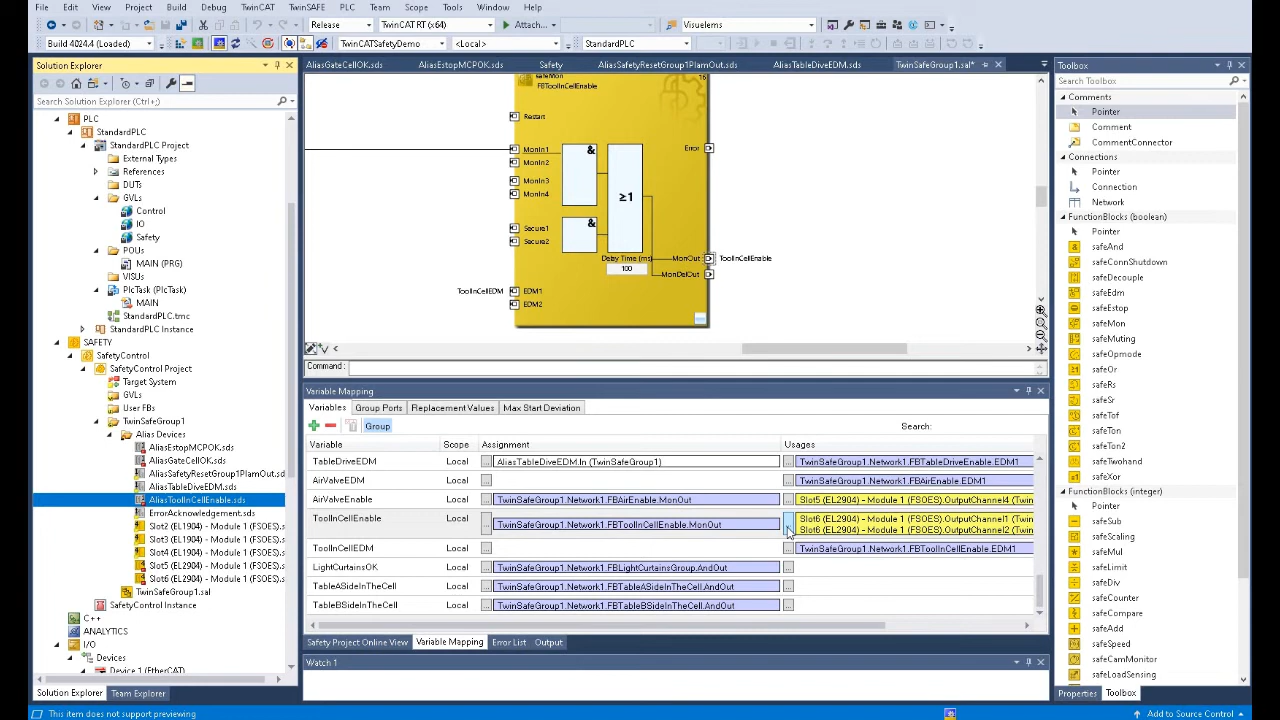 File Edit View Project Build Debug TwinCAT TwinSAFE PLC Team Scope Tools Window Help
Release TwinCAT RT (x64) Attach... Visuelems
Build 4024.4 (Loaded) TwinCATSafetyDemo <Local> StandardPLC
Solution Explorer
Search Solution Explorer (Ctrl+;)
PLC
StandardPLC
StandardPLC Project
External Types
References
DUTs
GVLs
Control
IO
Safety
POUs
MAIN (PRG)
VISUs
PlcTask (PlcTask)
MAIN
StandardPLC.tmc
StandardPLC Instance
SAFETY
SafetyControl
SafetyControl Project
Target System
GVLs
User FBs
TwinSafeGroup1
Alias Devices
AliasEstopMCPOK.sds
AliasGateCellOK.sds
AliasSafetyResetGroup1PlamOut.sds
AliasTableDiveEDM.sds
AliasToolInCellEnable.sds
ErrorAcknowledgement.sds
Slot2 (EL1904) - Module 1 (FSOES).s
Slot3 (EL1904) - Module 1 (FSOES).s
Slot4 (EL1904) - Module 1 (FSOES).s
Slot5 (EL2904) - Module 1 (FSOES).s
Slot6 (EL2904) - Module 1 (FSOES).s
TwinSafeGroup1.sal
SafetyControl Instance
C++
ANALYTICS
I/O
Devices
Device 1 (EtherCAT)
Solution Explorer Team Explorer
AliasGateCellOK.sds AliasEstopMCPOK.sds Safety AliasSafetyResetGroup1PlamOut.sds AliasTableDiveEDM.sds TwinSafeGroup1.sal*
safeMon 16
FBToolInCellEnable
Restart
MonIn1 & Error
MonIn2
MonIn3
MonIn4
≥1
Secure1 &
Secure2
Delay Time (ms) MonOut ToolInCellEnable
100 MonDelOut
ToolInCellEDM EDM1
EDM2
Command:
Variable Mapping
Variables Group Ports Replacement Values Max Start Deviation
Group Search:
Variable Scope Assignment Usages
TableDriveEDM Local ... AliasTableDiveEDM.In (TwinSafeGroup1) ... TwinSafeGroup1.Network1.FBTableDriveEnable.EDM1
AirValveEDM Local ... ... TwinSafeGroup1.Network1.FBAirEnable.EDM1
AirValveEnable Local ... TwinSafeGroup1.Network1.FBAirEnable.MonOut ... Slot5 (EL2904) - Module 1 (FSOES).OutputChannel4 (Twin
ToolInCellEnable Local ... TwinSafeGroup1.Network1.FBToolInCellEnable.MonOut ... Slot6 (EL2904) - Module 1 (FSOES).OutputChannel1 (Twin
Slot6 (EL2904) - Module 1 (FSOES).OutputChannel2 (Twin
ToolInCellEDM Local ... ... TwinSafeGroup1.Network1.FBToolInCellEnable.EDM1
LightCurtainsOK Local ... TwinSafeGroup1.Network1.FBLightCurtainsGroup.AndOut ...
TableASideInTheCell Local ... TwinSafeGroup1.Network1.FBTableASideInTheCell.AndOut ...
TableBSideInTheCell Local ... TwinSafeGroup1.Network1.FBTableBSideInTheCell.AndOut ...
Safety Project Online View Variable Mapping Error List Output
Watch 1
Toolbox
Search Toolbox
Comments
Pointer
Comment
CommentConnector
Connections
Pointer
Connection
Network
FunctionBlocks (boolean)
Pointer
safeAnd
safeConnShutdown
safeDecouple
safeEdm
safeEstop
safeMon
safeMuting
safeOpmode
safeOr
safeRs
safeSr
safeTof
safeTon
safeTon2
safeTwohand
safeXor
FunctionBlocks (integer)
Pointer
safeSub
safeScaling
safeMul
safeLimit
safeDiv
safeCounter
safeCompare
safeAdd
safeSpeed
safeCamMonitor
safeLoadSensing
Properties Toolbox
This item does not support previewing Add to Source Control